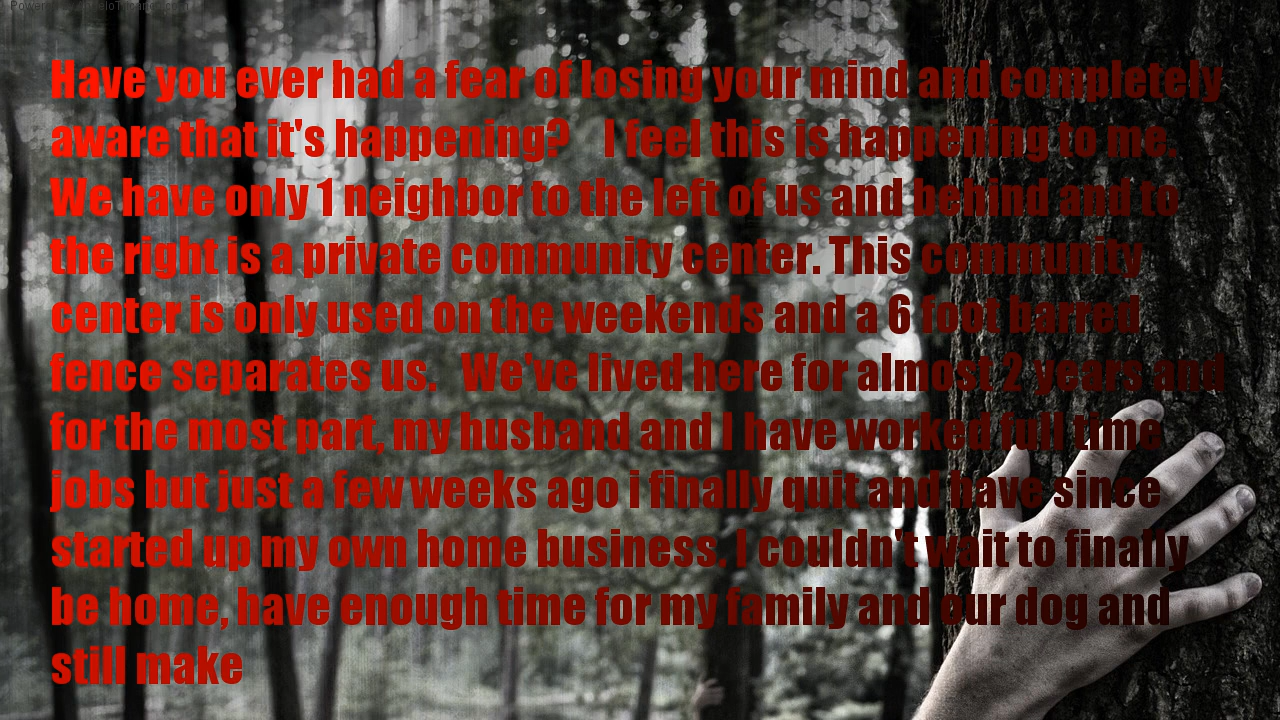 Have you ever had a fear of losing your mind and completely
aware that it's happening? I feel this is happening to me.
We have only 1 neighbor to the left of us and behind and to
the right is a private community center. This community
center is only used on the weekends and a 6 foot barred
fence separates us. We've lived here for almost 2 years and
for the most part, my husband and I have worked full time
jobs but just a few weeks ago i finally quit and have since
started up my own home business. I couldn't wait to finally
be home, have enough time for my family and our dog and
still make